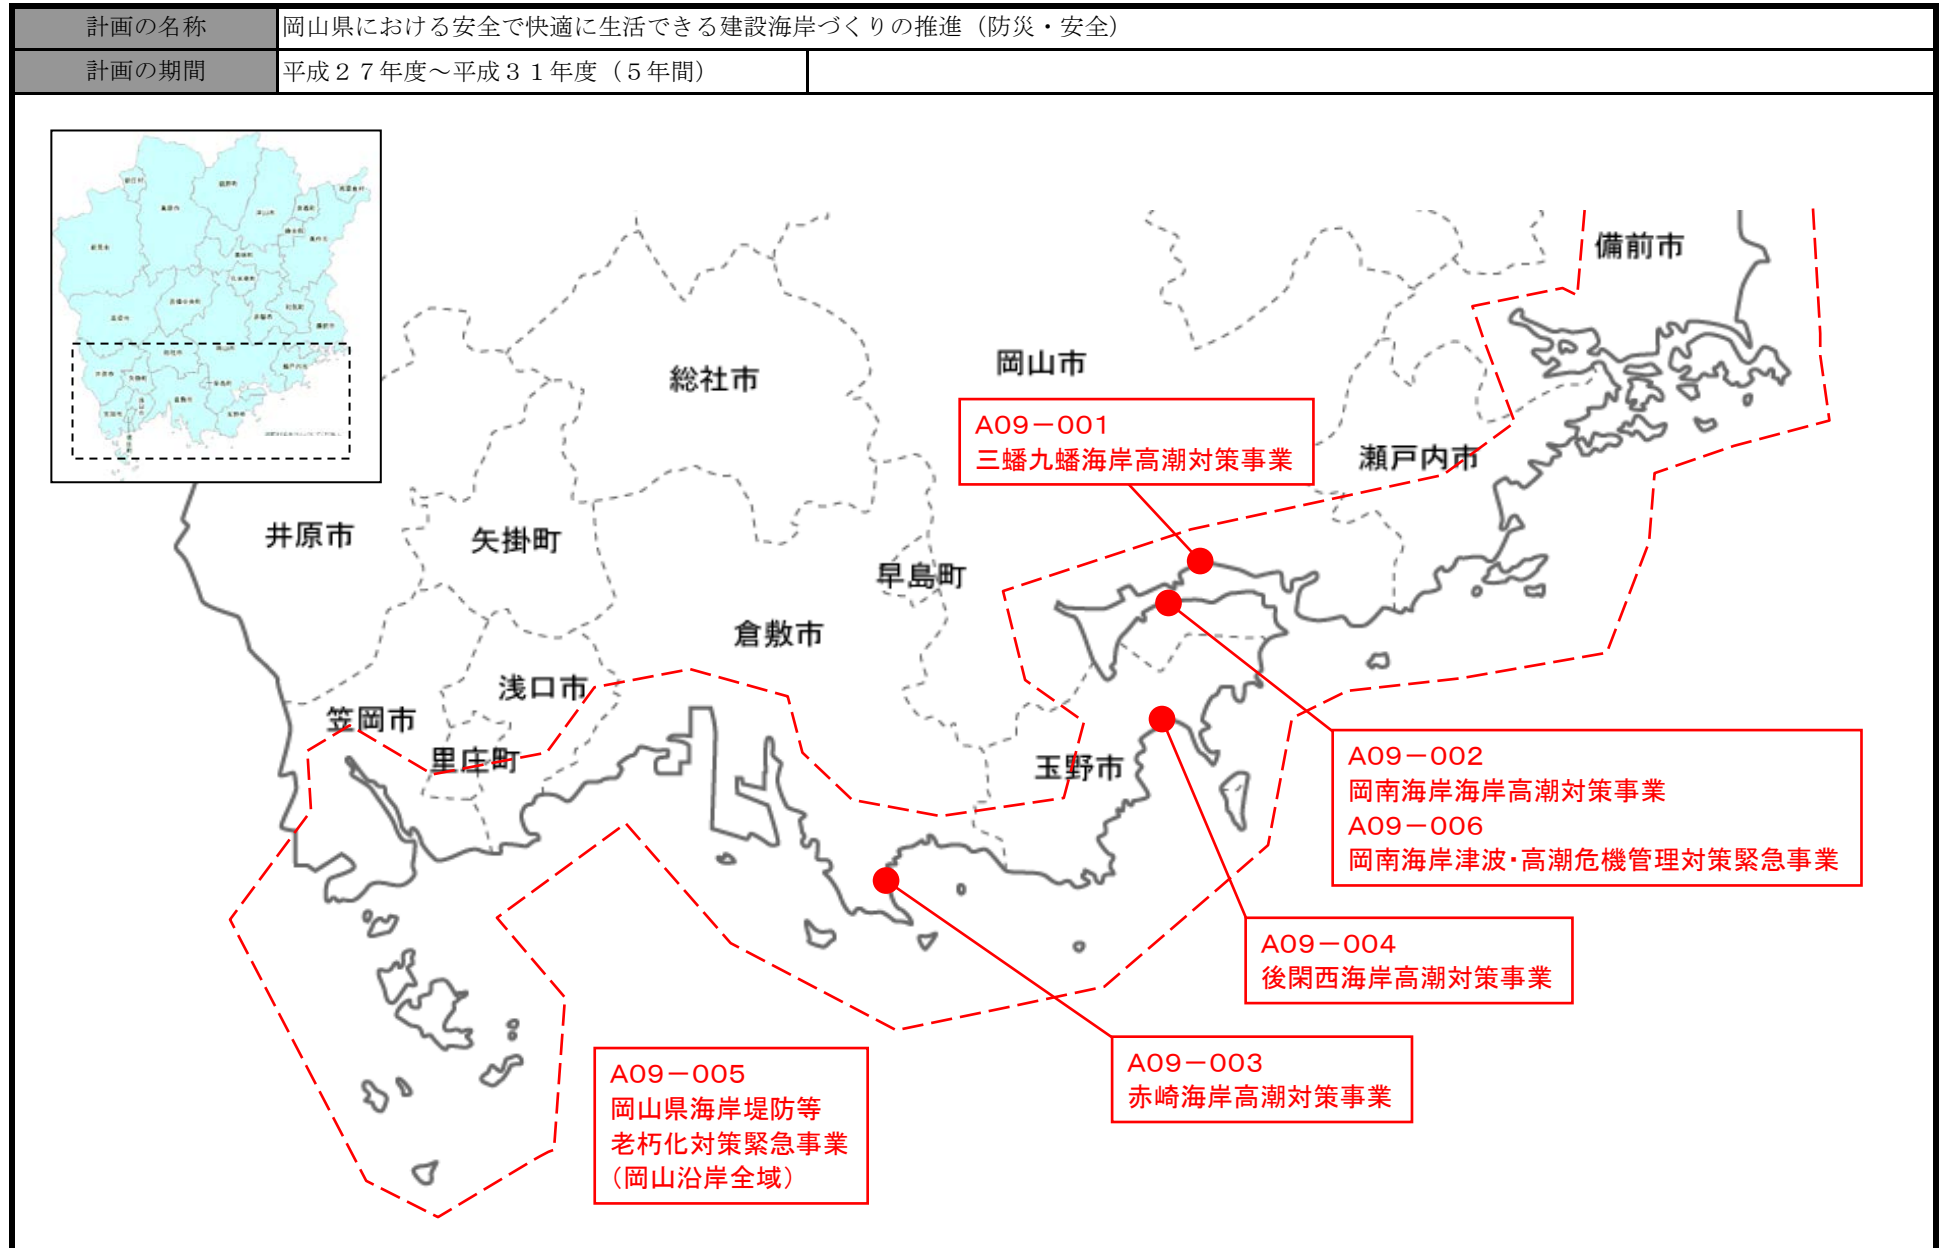 計画の名称
岡山県における安全で快適に生活できる建設海岸づくりの推進（防災・安全）
計画の期間
平成２７年度～平成３１年度（５年間）
備前市
岡山市
総社市
A09－001
三蟠九蟠海岸高潮対策事業
瀬戸内市
井原市
矢掛町
早島町
倉敷市
浅口市
笠岡市
里庄町
玉野市
A09－002
岡南海岸海岸高潮対策事業
A09－006
岡南海岸津波・高潮危機管理対策緊急事業
A09－004
後閑西海岸高潮対策事業
A09－003
赤崎海岸高潮対策事業
A09－005
岡山県海岸堤防等
老朽化対策緊急事業
（岡山沿岸全域）